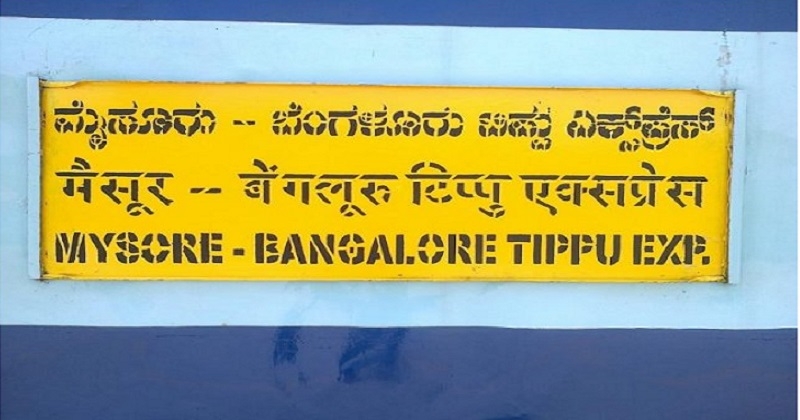 ಮೈಸೂರು -- ಬೆಂಗಳೂರು ಟಿಪ್ಪು ಎಕ್ಸ್‌ಪ್ರೆಸ್
मैसूर -- बेंगलूरु टिप्पु एक्सप्रेस
MYSORE - BANGALORE TIPPU EXP.